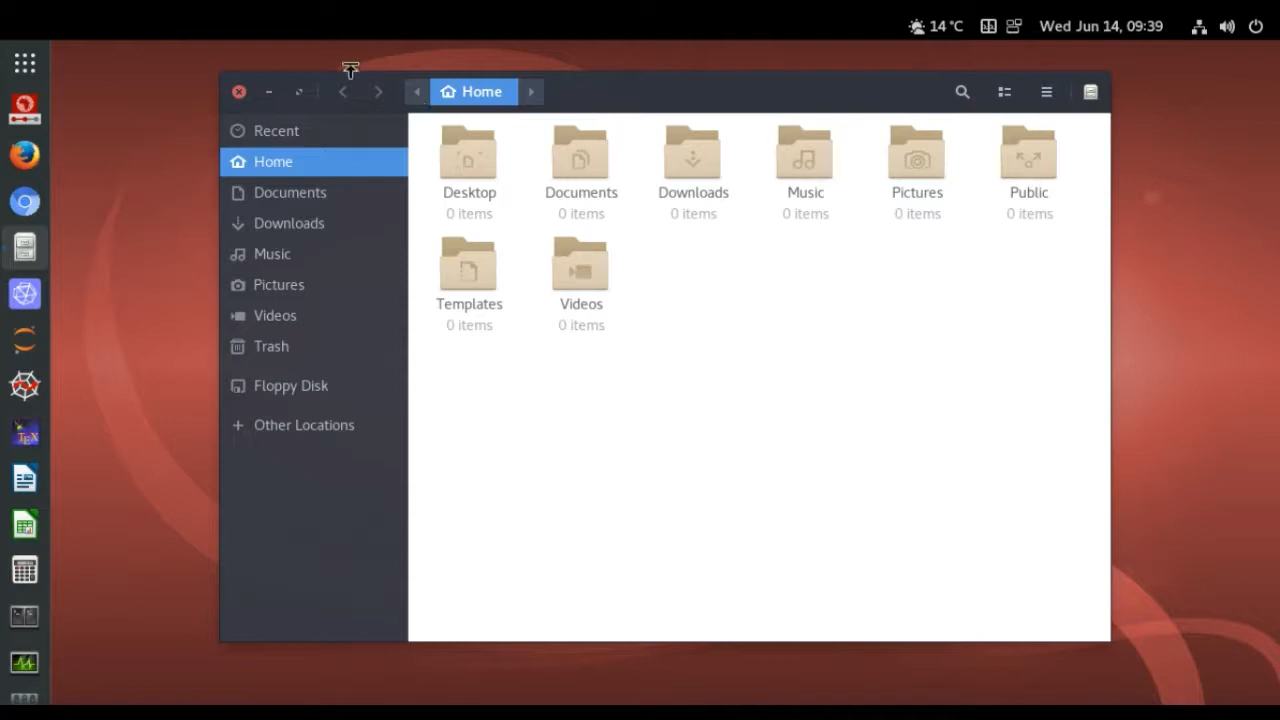 14 °C
Wed Jun 14, 09:39
Home
Recent
Home
Documents
Downloads
Music
Pictures
Videos
Trash
Floppy Disk
Other Locations
Desktop Documents Downloads Music Pictures Public
0 items 0 items 0 items 0 items 0 items 0 items
Templates Videos
0 items 0 items
TEX